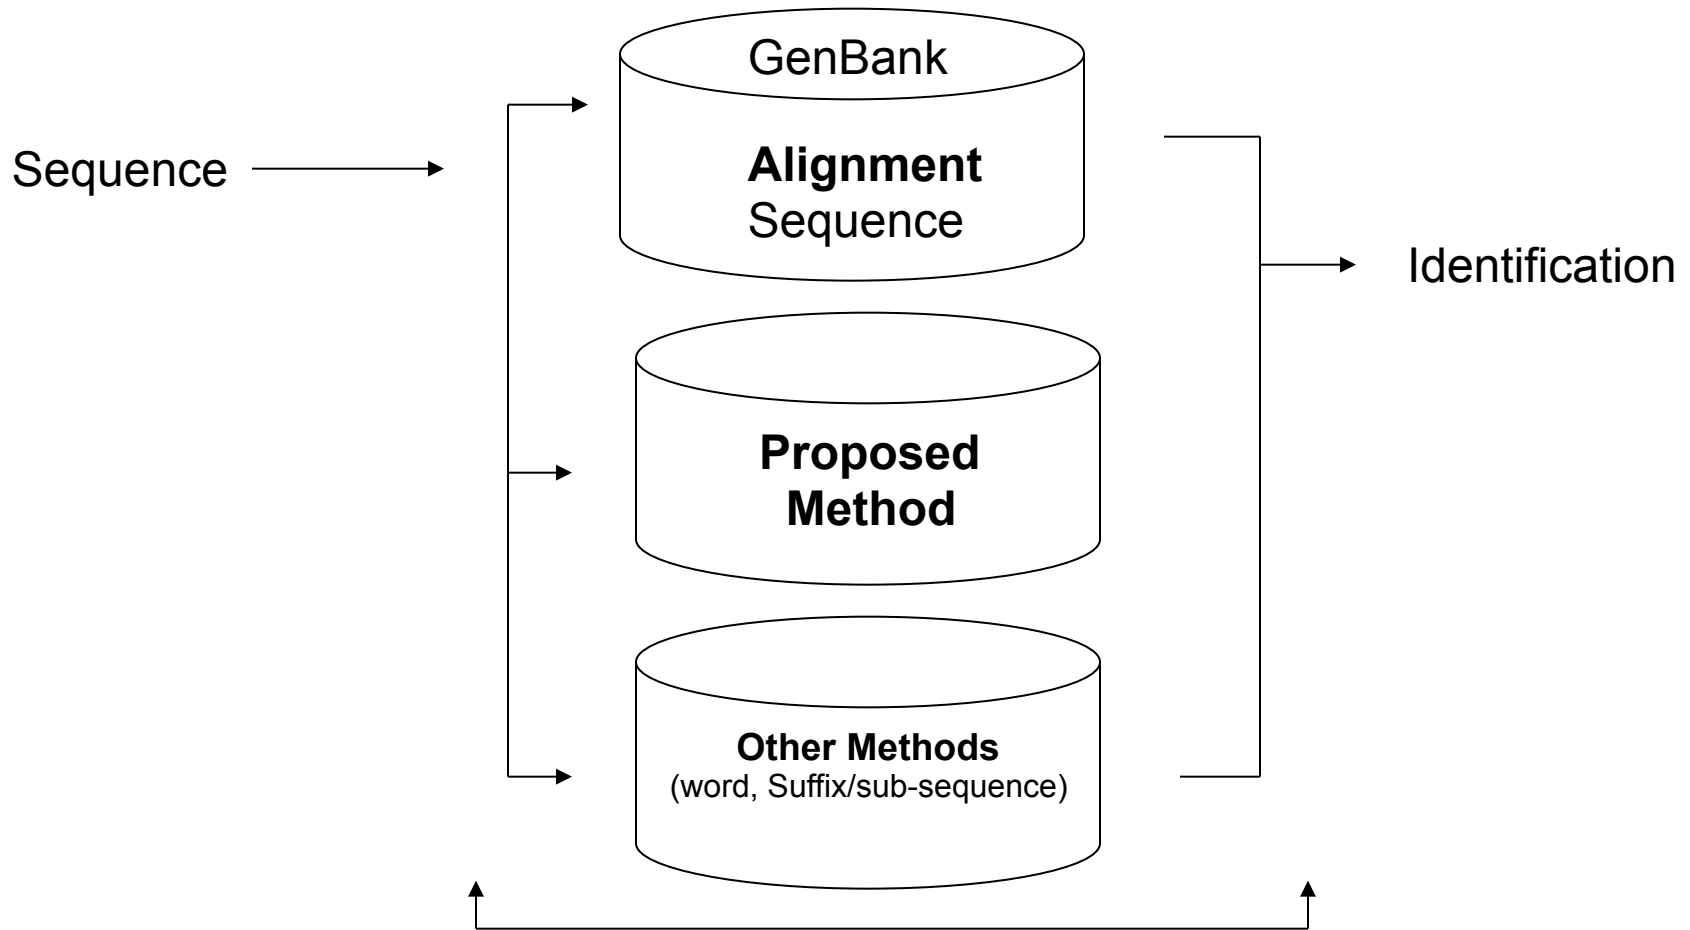 GenBank
Sequence
Alignment
Sequence
Identification
Proposed
Method
Other Methods
(word, Suffix/sub-sequence)